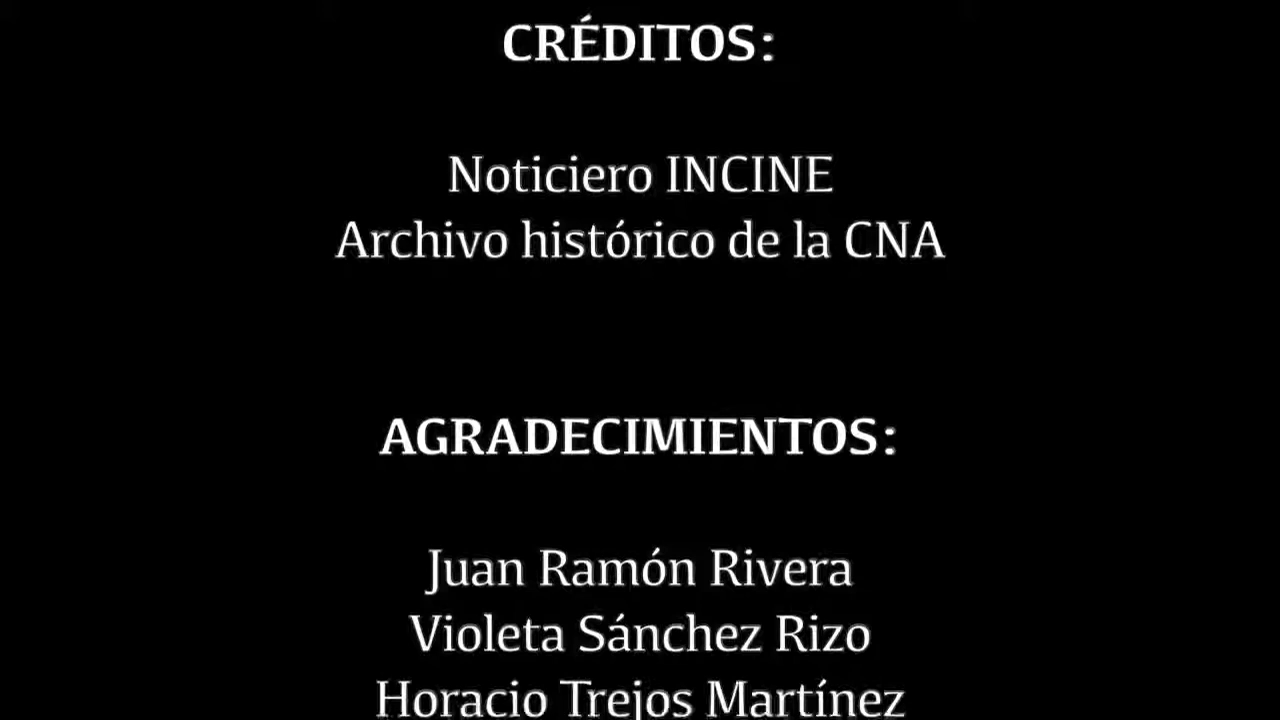 CRÉDITOS:
Noticiero INCINE
Archivo histórico de la CNA
AGRADECIMIENTOS:
Juan Ramón Rivera
Violeta Sánchez Rizo
Horacio Trejos Martínez